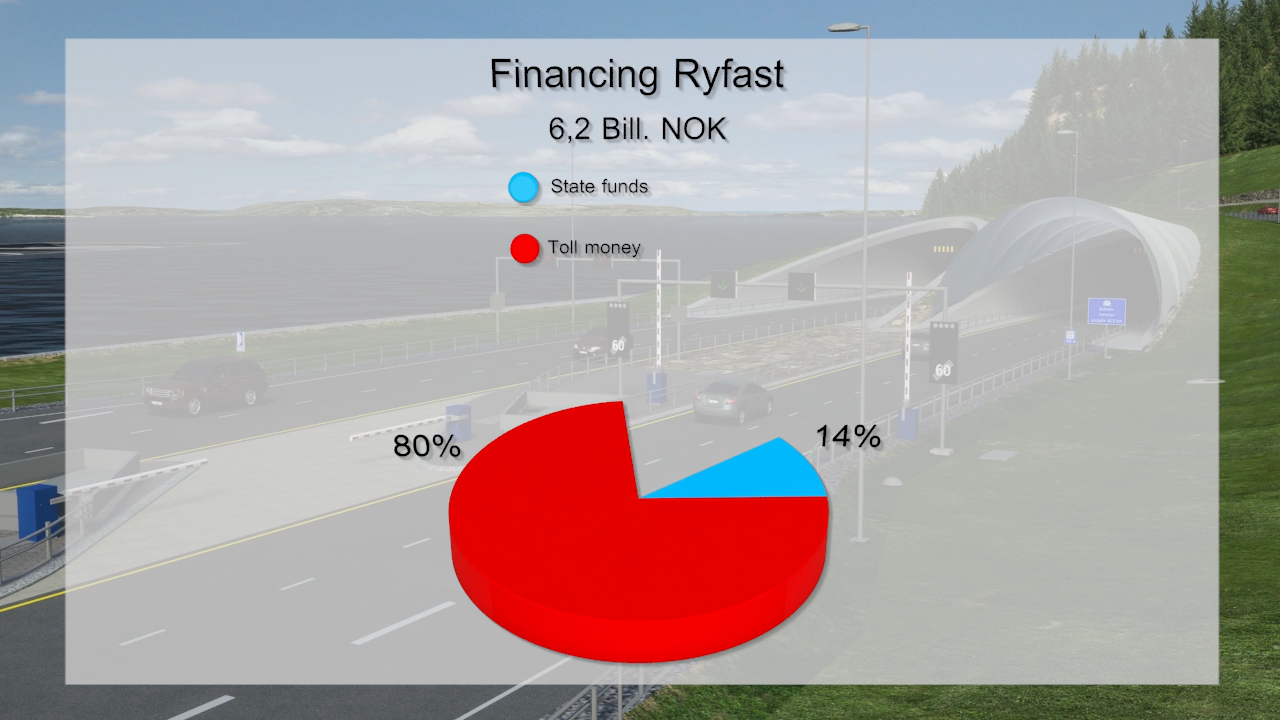 Financing Ryfast
6,2 Bill. NOK
State funds
Toll money
80%
14%
60
60